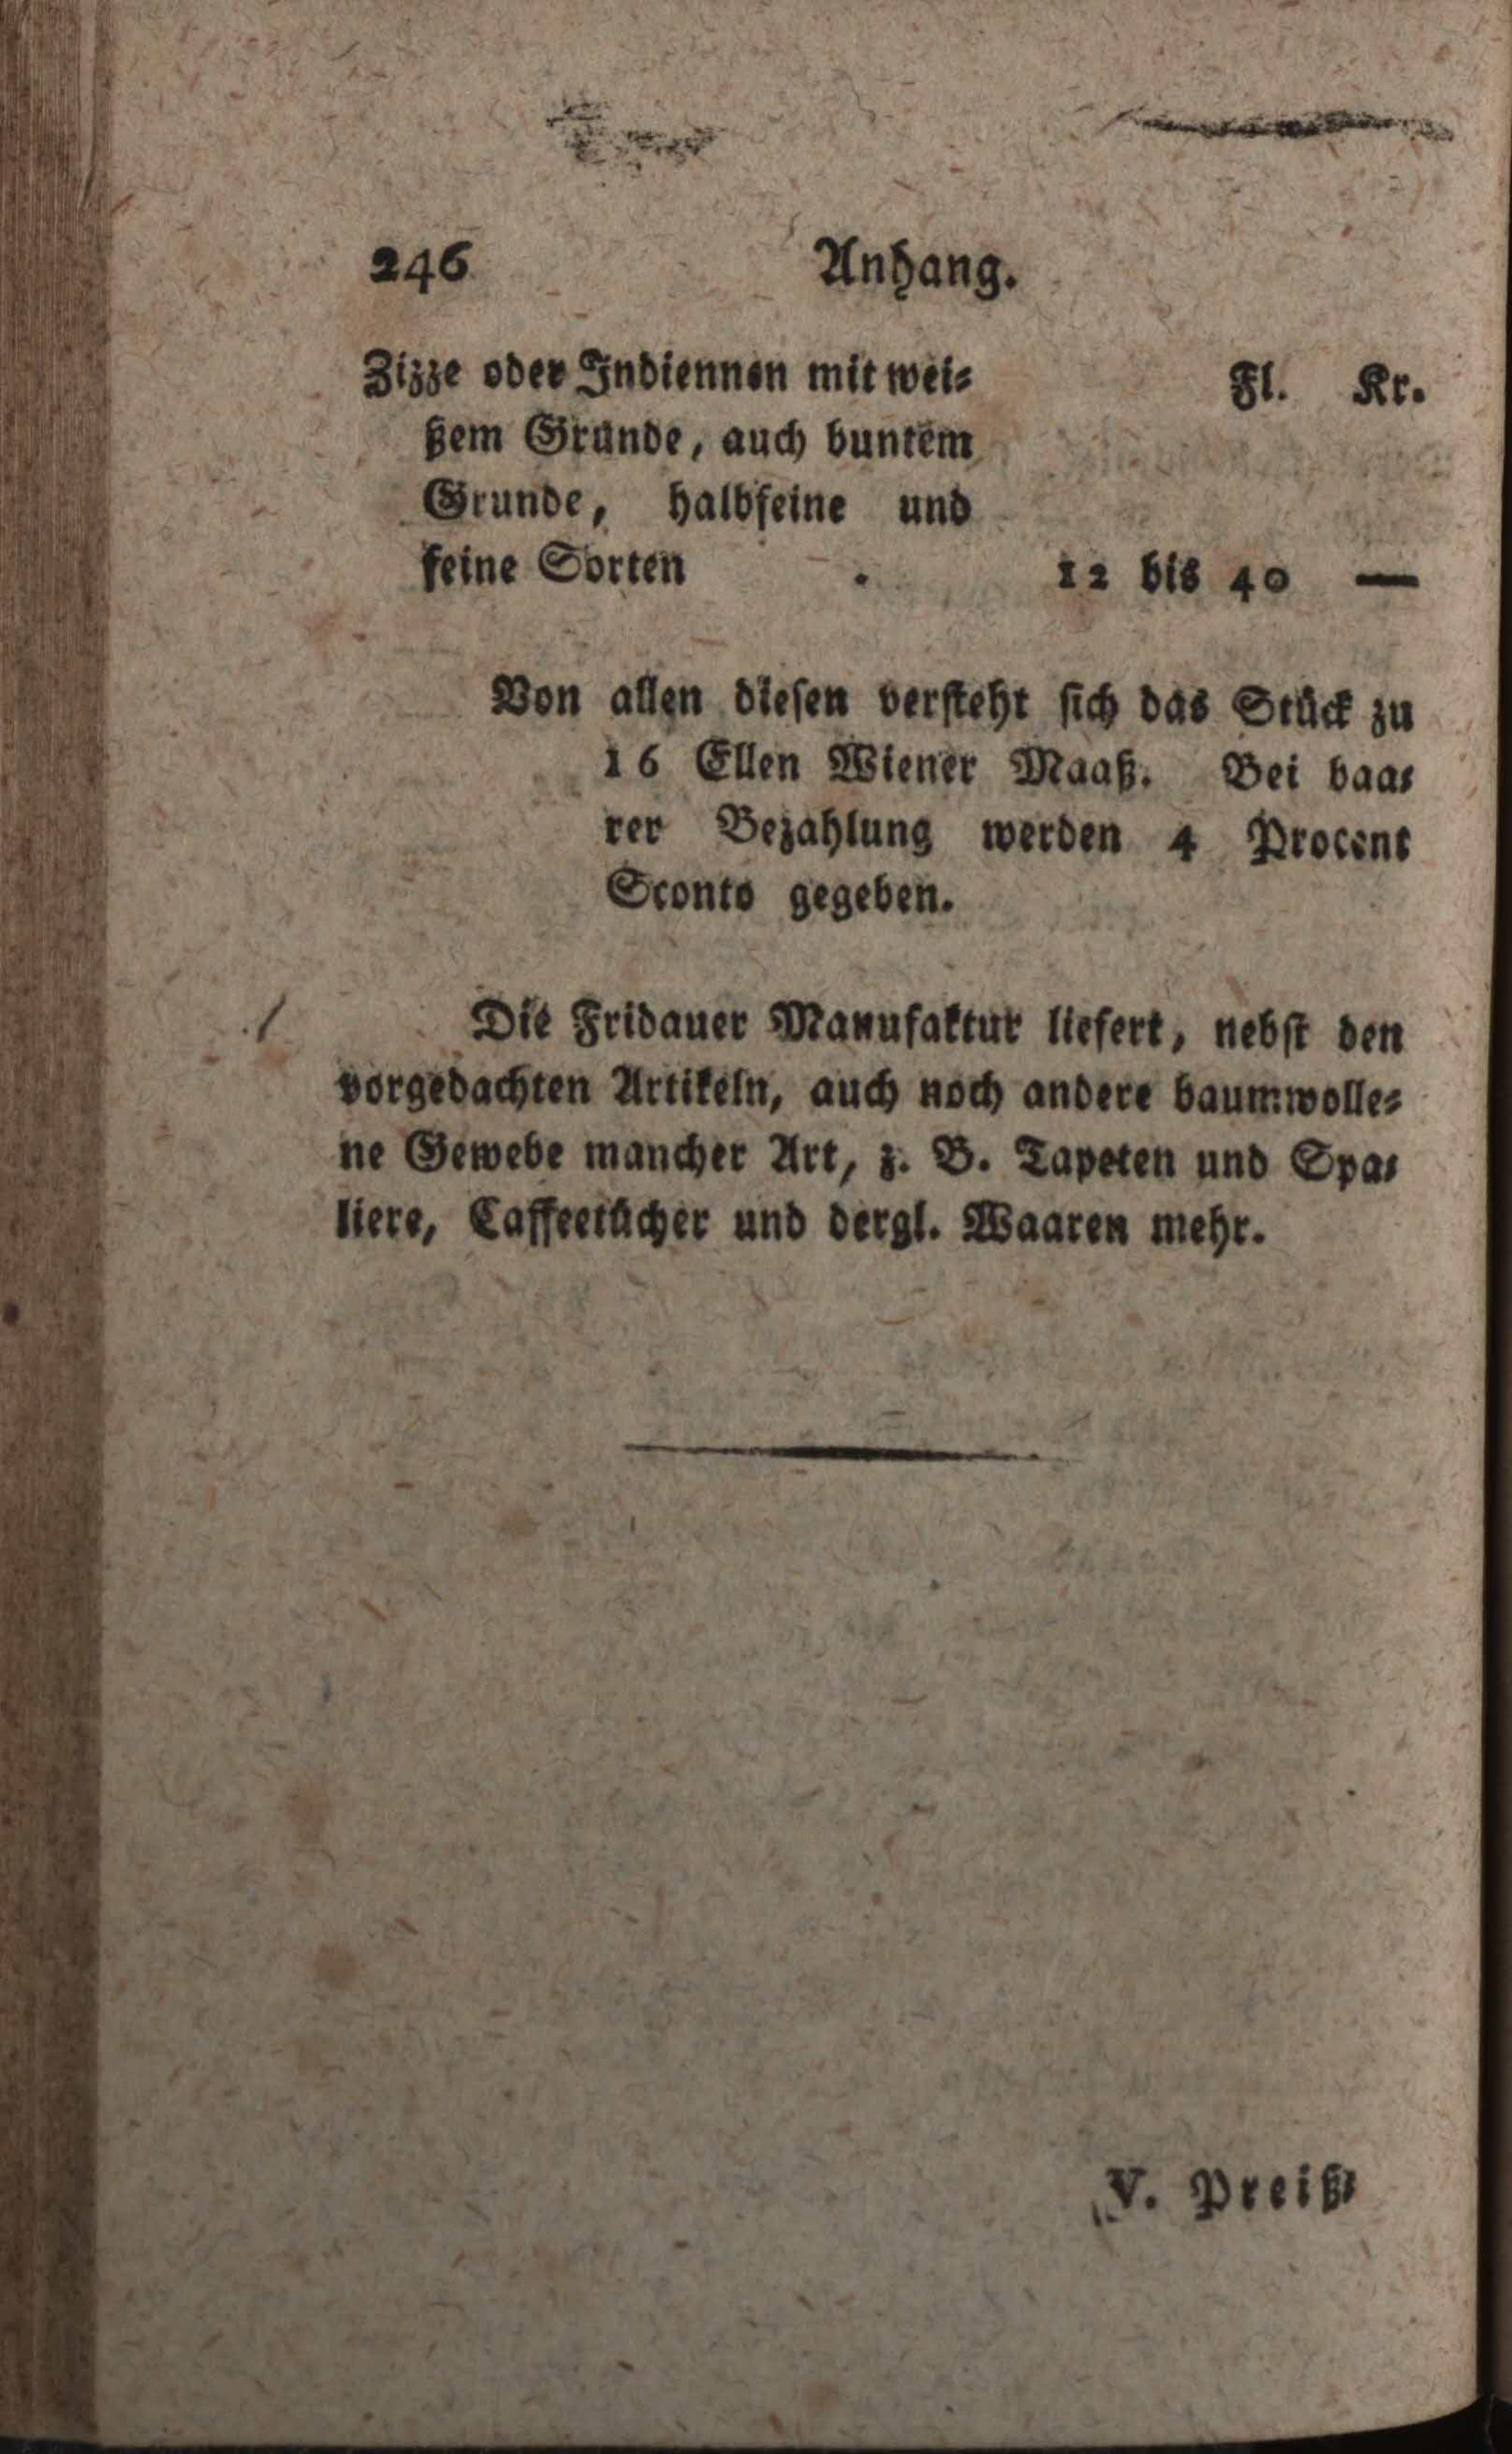 246 Anhang.
Fl. Kr.
Zizze oder Indiennen mit wei⸗
ßem Grunde, auch buntem
Grunde, halbfeine und
feine Sorten . 12 bis 40 —
Von allen diesen versteht sich das Stück zu
16 Ellen Wiener Maaß. Bei baa⸗
rer Bezahlung werden 4 Procent
Sconto gegeben.
Die Fridauer Manufaktur liefert, nebst den
vorgedachten Artikeln, auch noch andere baumwolle⸗
ne Gewebe mancher Art, z. B. Tapeten und Spa⸗
liere, Caffeetücher und dergl. Waaren mehr.
V. Preiß⸗